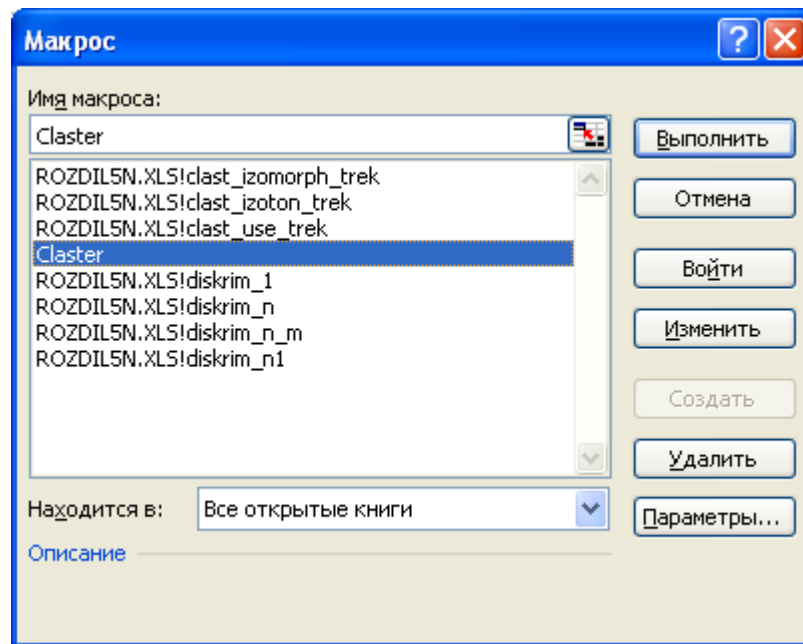 Макрос
Имя макроса:
Claster
ROZDIL5N.XLS!clast_izomorph_trek
ROZDIL5N.XLS!clast_izoton_trek
ROZDIL5N.XLS!clast_use_trek
Claster
ROZDIL5N.XLS!diskrim_1
ROZDIL5N.XLS!diskrim_n
ROZDIL5N.XLS!diskrim_n_m
ROZDIL5N.XLS!diskrim_n1
Выполнить
Отмена
Войти
Изменить
Создать
Удалить
Параметры...
Находится в: Все открытые книги
Описание